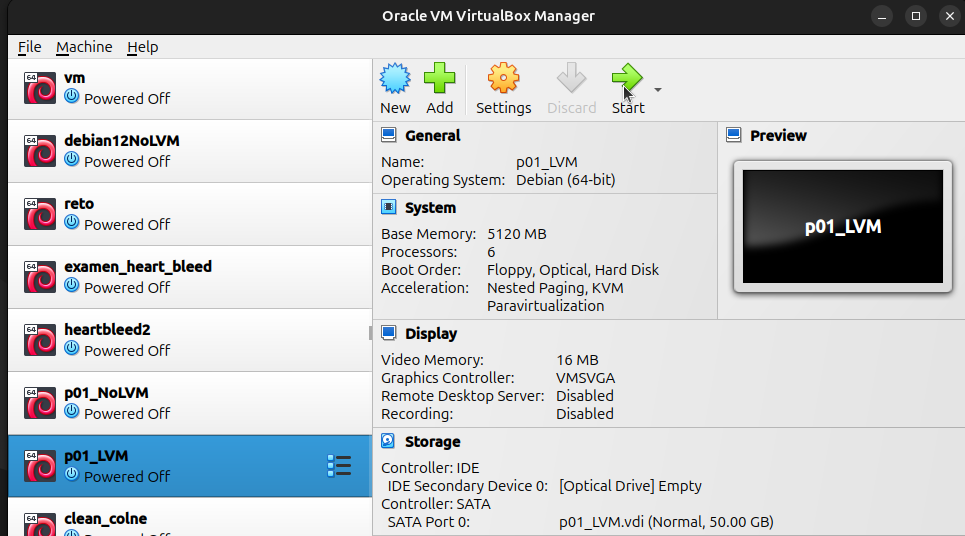 Oracle VM VirtualBox Manager
File Machine Help
64 vm
Powered Off
64 debian12NoLVM
Powered Off
64 reto
Powered Off
64 examen_heart_bleed
Powered Off
64 heartbleed2
Powered Off
64 p01_NoLVM
Powered Off
64 p01_LVM
Powered Off
64 clean_colne
Powered Off
New Add Settings Discard Start
General
Name: p01_LVM
Operating System: Debian (64-bit)
System
Base Memory: 5120 MB
Processors: 6
Boot Order: Floppy, Optical, Hard Disk
Acceleration: Nested Paging, KVM
Paravirtualization
Preview
p01_LVM
Display
Video Memory: 16 MB
Graphics Controller: VMSVGA
Remote Desktop Server: Disabled
Recording: Disabled
Storage
Controller: IDE
IDE Secondary Device 0: [Optical Drive] Empty
Controller: SATA
SATA Port 0: p01_LVM.vdi (Normal, 50.00 GB)